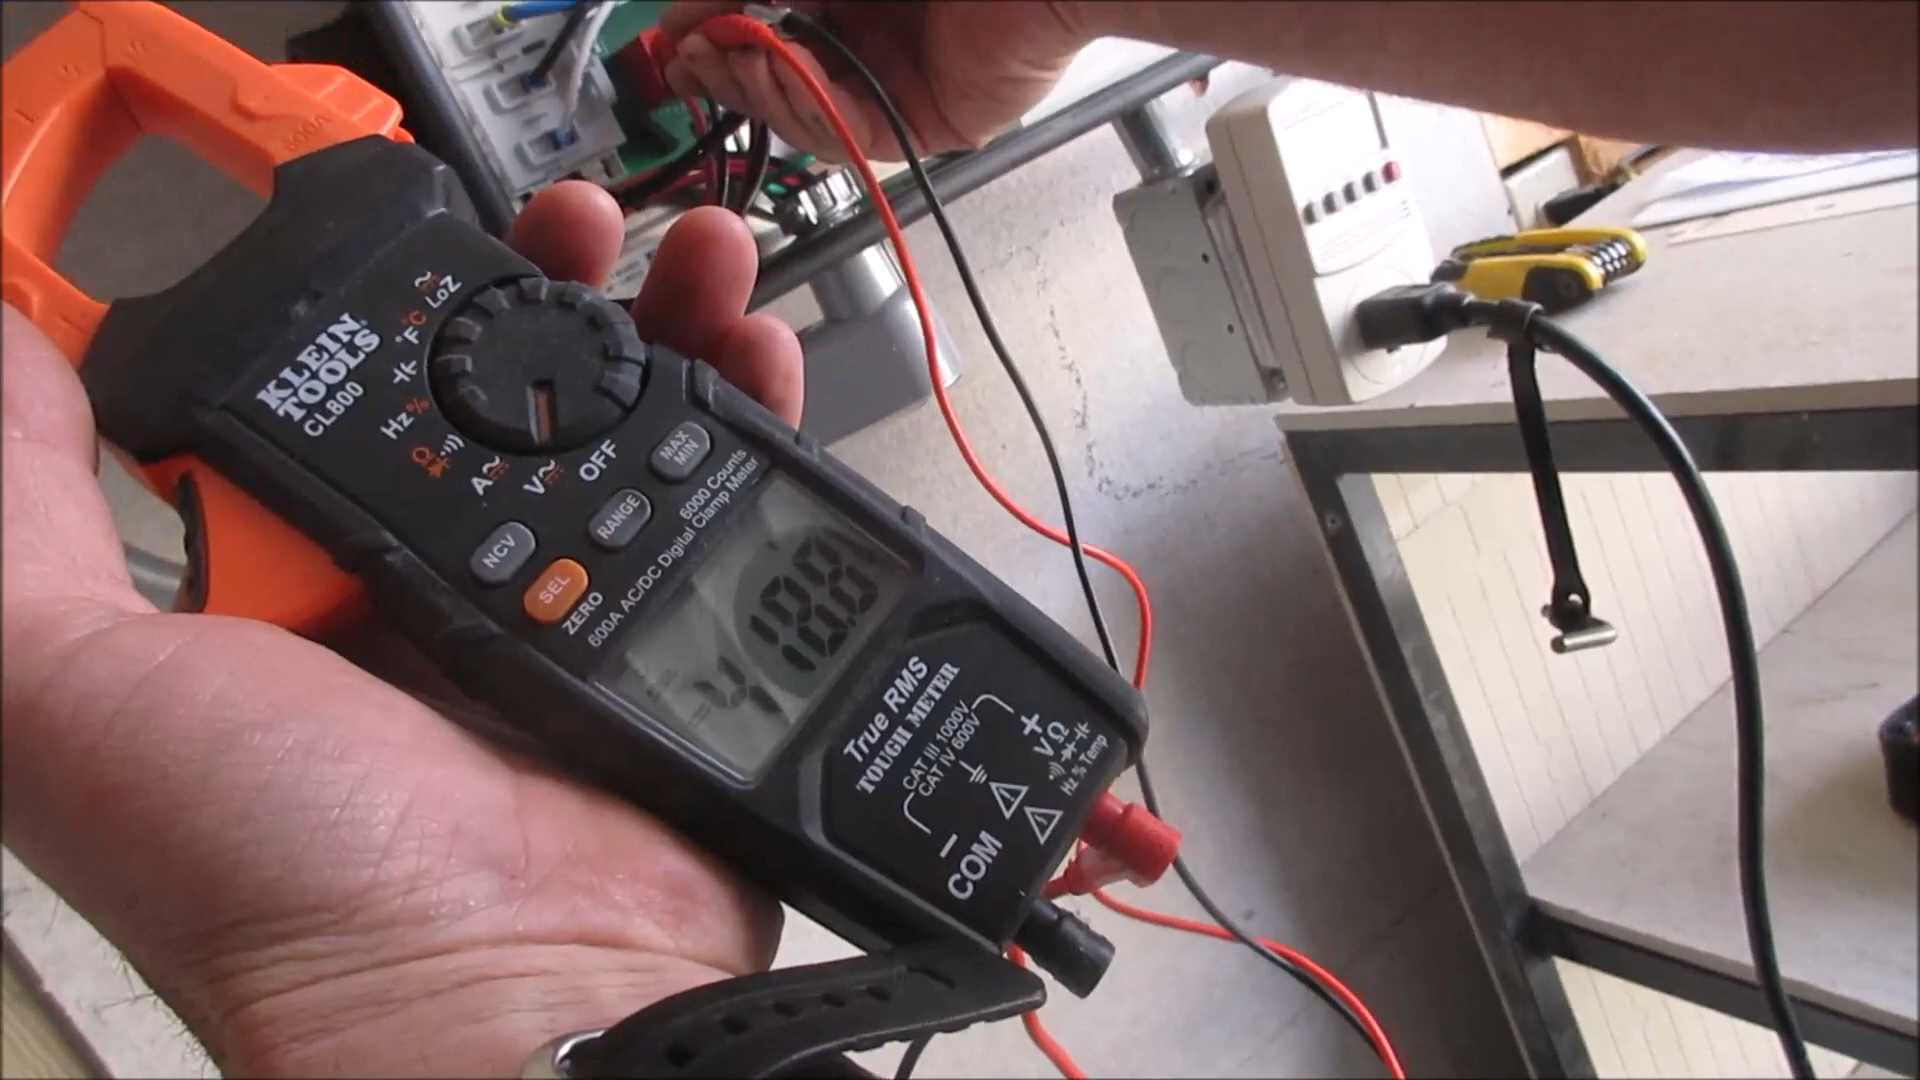 600A
LoZ
°F °C
Hz %
Ω
A
V
OFF
KLEIN
TOOLS
CL800
MAX
MIN
RANGE
NCV
SEL
ZERO
6000 Counts
600A AC/DC Digital Clamp Meter
True RMS
TOUGH METER
CAT III 1000V
CAT IV 600V
+
V Ω
Hz % Temp
−
COM